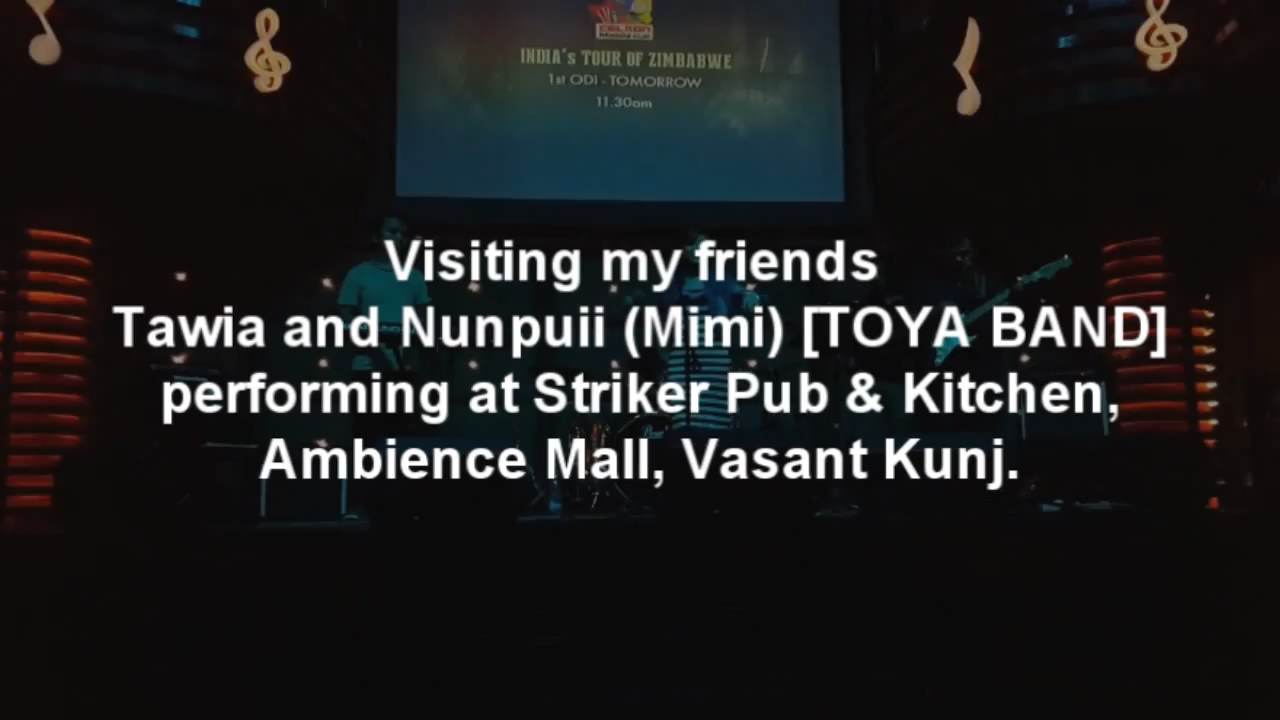 INDIA's TOUR OF ZIMBABWE
1st ODI - TOMORROW
11.30am
Visiting my friends
Tawia and Nunpuii (Mimi) [TOYA BAND]
performing at Striker Pub & Kitchen,
Ambience Mall, Vasant Kunj.